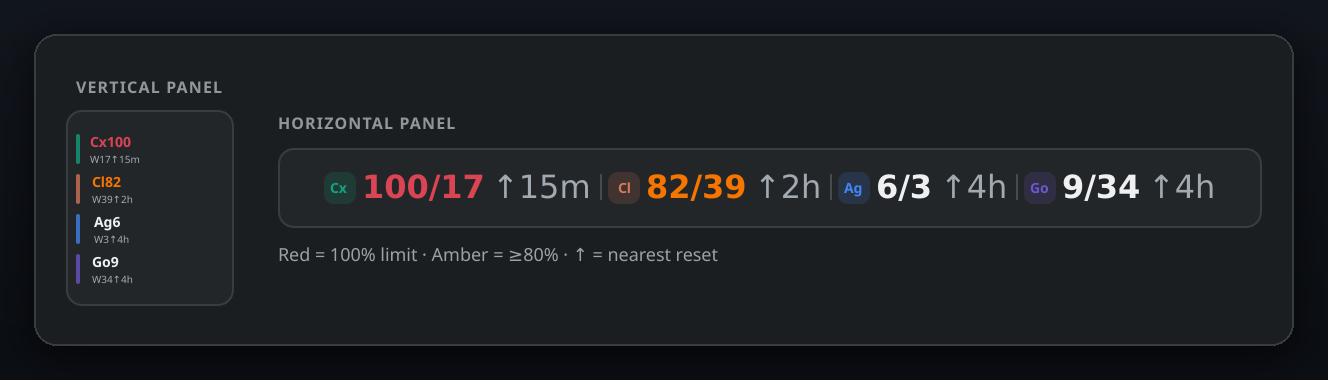 VERTICAL PANEL
Cx100
W17↑15m
Cl82
W39↑2h
Ag6
W3↑4h
Go9
W34↑4h
HORIZONTAL PANEL
Cx 100/17 ↑15m | Cl 82/39 ↑2h | Ag 6/3 ↑4h | Go 9/34 ↑4h
Red = 100% limit · Amber = ≥80% · ↑ = nearest reset